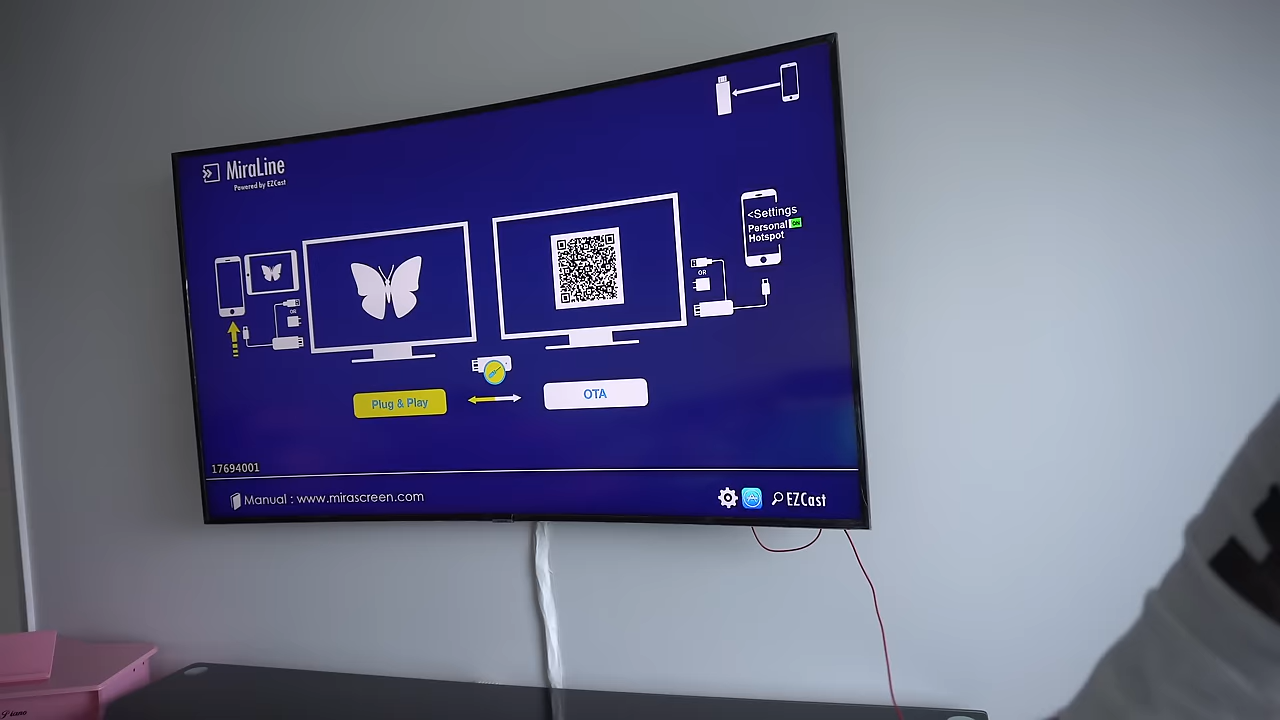 MiraLine
Powered by EZCast
<Settings
Personal
Hotspot
OR
OR
Plug & Play
OTA
17694001
Manual : www.mirascreen.com
EZCast